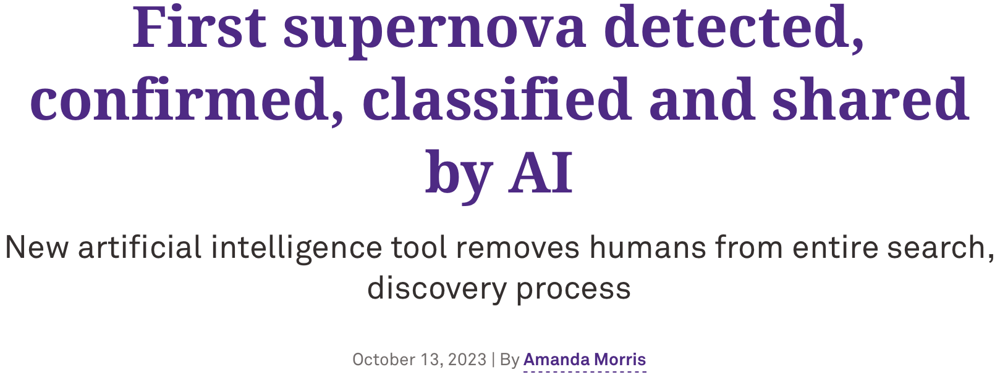 First supernova detected,
confirmed, classified and shared
by AI
New artificial intelligence tool removes humans from entire search,
discovery process
October 13, 2023 | By Amanda Morris